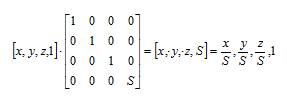 [x, y, z,1]· [1 0 0 0
0 1 0 0
0 0 1 0
0 0 0 S] =[x,·y,·z, S]= x/S, y/S, z/S,1